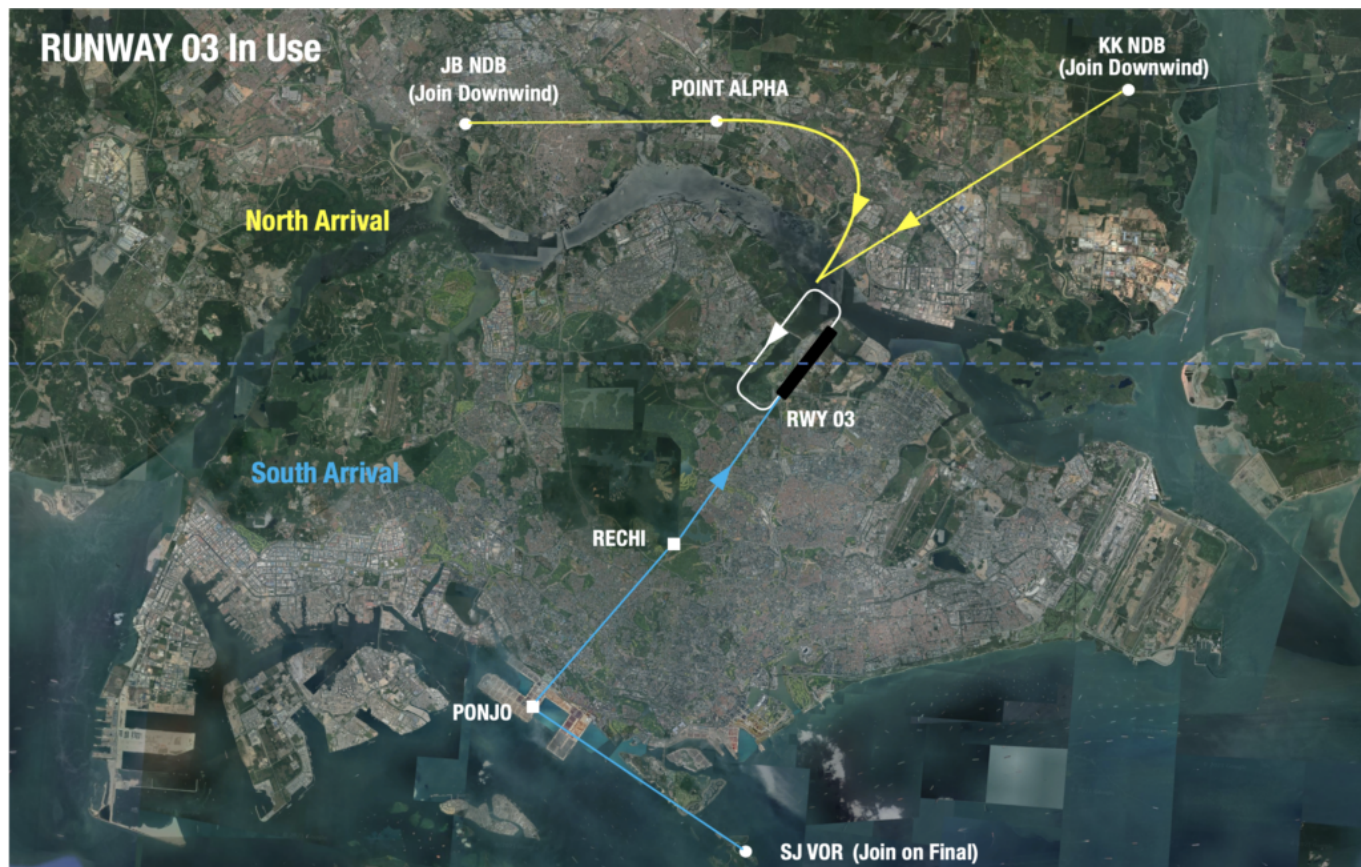 RUNWAY 03 In Use
JB NDB
(Join Downwind)
POINT ALPHA
KK NDB
(Join Downwind)
North Arrival
RWY 03
South Arrival
RECHI
PONJO
SJ VOR (Join on Final)